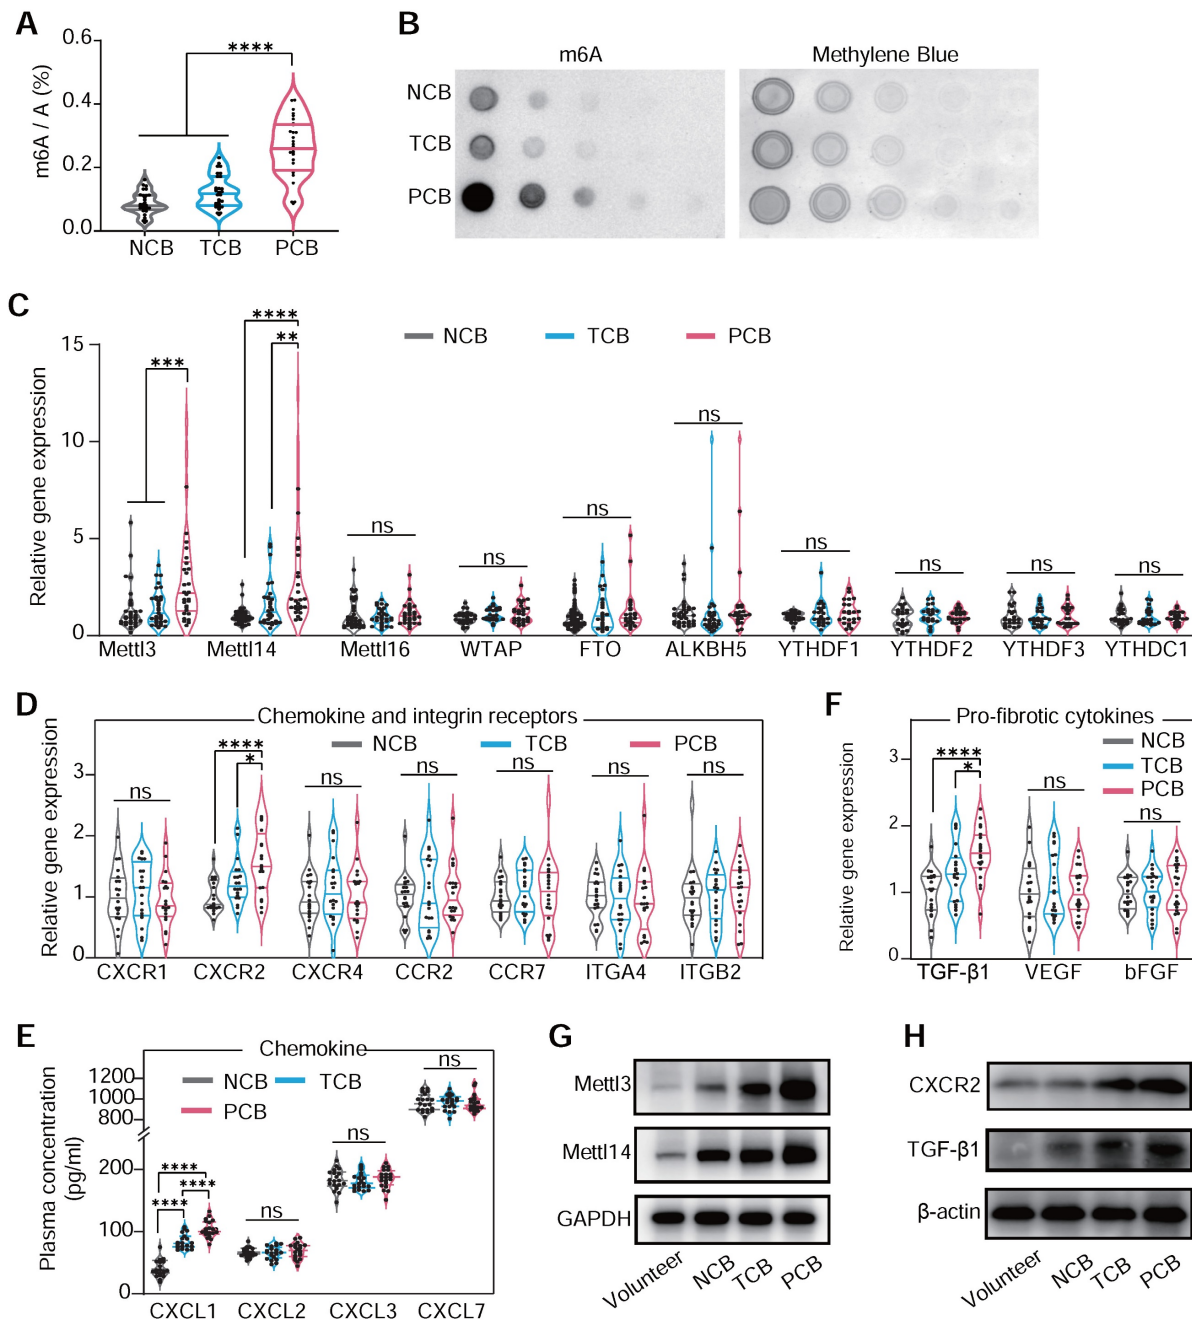 A
0.6
0.4
0.2
0.0
m6A / A (%)
****
NCB
TCB
PCB
B
m6A
Methylene Blue
NCB
TCB
PCB
C
Relative gene expression
15
10
5
0
NCB
TCB
PCB
***
****
**
ns
ns
ns
ns
ns
ns
ns
ns
Mettl3
Mettl14
Mettl16
WTAP
FTO
ALKBH5
YTHDF1
YTHDF2
YTHDF3
YTHDC1
D
Chemokine and integrin receptors
NCB
TCB
PCB
Relative gene expression
3
2
1
0
ns
****
*
ns
ns
ns
ns
ns
CXCR1
CXCR2
CXCR4
CCR2
CCR7
ITGA4
ITGB2
F
Pro-fibrotic cytokines
NCB
TCB
PCB
Relative gene expression
3
2
1
0
****
*
ns
ns
TGF-β1
VEGF
bFGF
E
Chemokine
NCB
TCB
PCB
Plasma concentration
(pg/ml)
1200
1000
800
200
100
0
****
****
****
ns
ns
ns
CXCL1
CXCL2
CXCL3
CXCL7
G
Mettl3
Mettl14
GAPDH
Volunteer
NCB
TCB
PCB
H
CXCR2
TGF-β1
β-actin
Volunteer
NCB
TCB
PCB